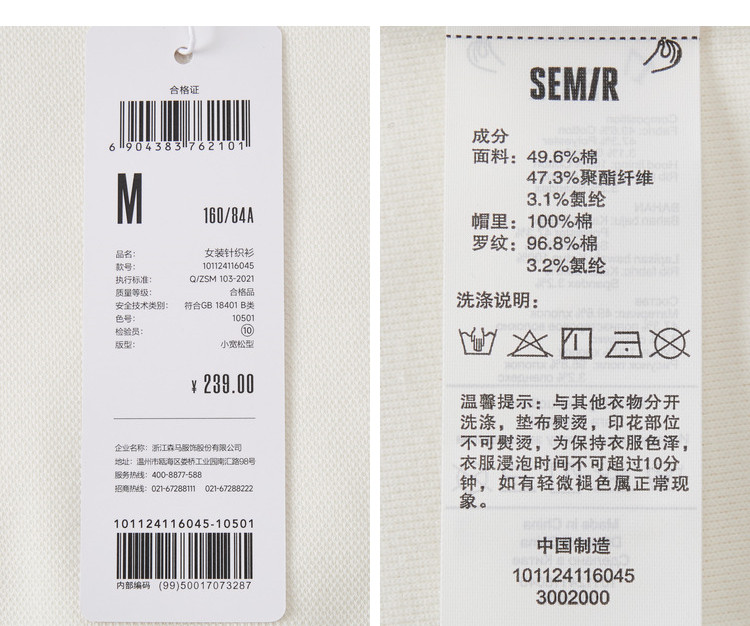 合格证
6 904383 762101
M
160/84A
品名： 女装针织衫
款号： 101124116045
执行标准： Q/ZSM 103-2021
质量等级： 合格品
安全技术类别： 符合GB 18401 B类
色号： 10501
检验员： ⑩
版型： 小宽松型
¥ 239.00
企业名称：浙江森马服饰股份有限公司
地址：温州市瓯海区娄桥工业园南汇路98号
服务热线：400-8877-588
招商热线：021-67288111 021-67288222
101124116045-10501
内部编码 (99)50017073287
SEMIR
成分
面料：49.6%棉
47.3%聚酯纤维
3.1%氨纶
帽里：100%棉
罗纹：96.8%棉
3.2%氨纶
洗涤说明：
温馨提示：与其他衣物分开
洗涤，垫布熨烫，印花部位
不可熨烫，为保持衣服色泽，
衣服浸泡时间不可超过10分
钟，如有轻微褪色属正常现
象。
中国制造
101124116045
3002000